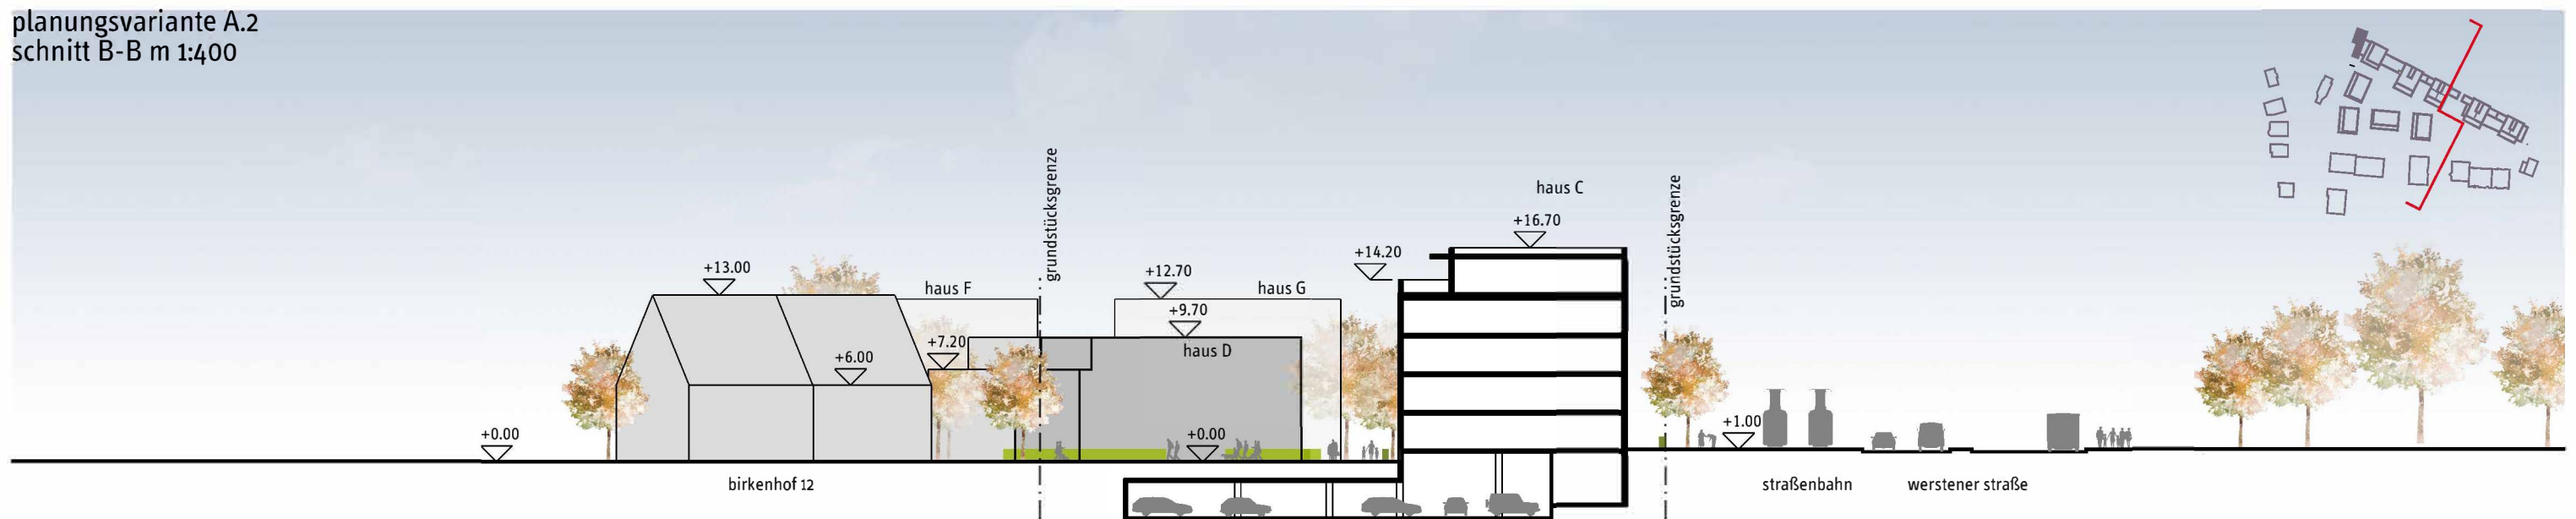 planungsvariante A.2
schnitt B-B m 1:400
grundstücksgrenze
haus C
grundstücksgrenze
+16.70
+14.20
+13.00
+12.70
haus F
haus G
+9.70
+7.20
haus D
+6.00
+1.00
+0.00
+0.00
birkenhof 12
straßenbahn
werstener straße